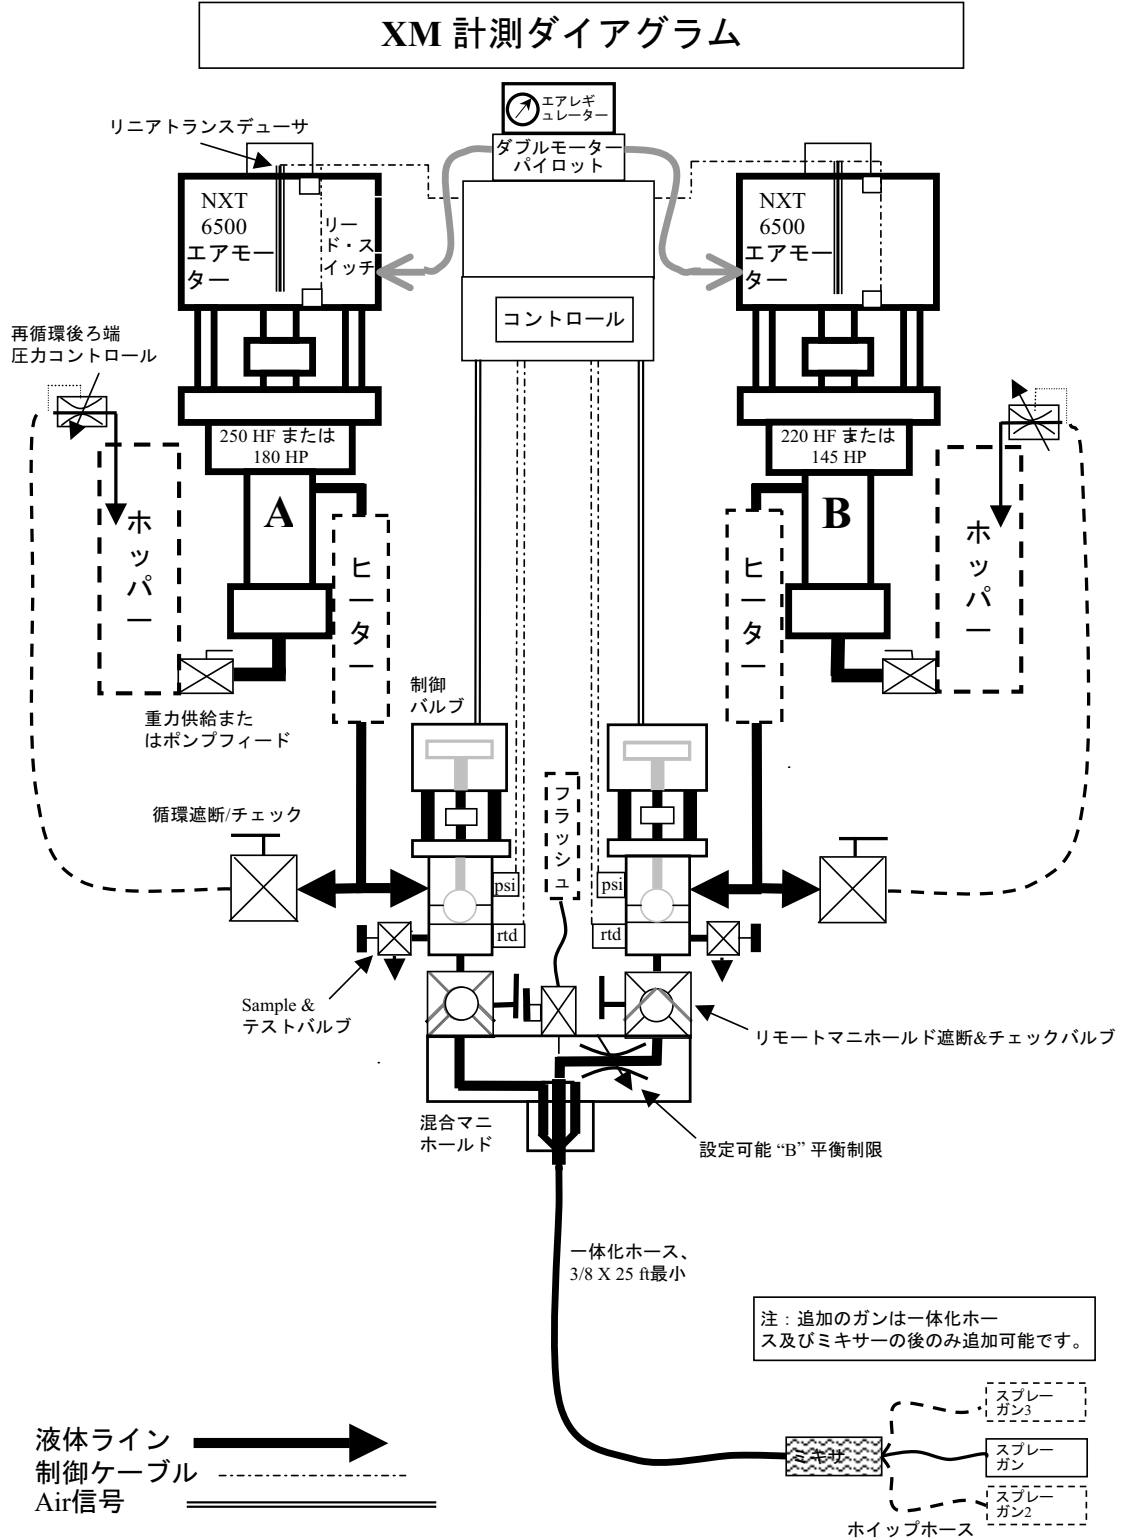 XM 計測ダイアグラム
エアレギ
ュレーター
ダブルモーター
パイロット
リニアトランスデューサ
NXT
6500
エアモー
ター
リー
ド・ス
イッチ
NXT
6500
エアモー
ター
コントロール
再循環後ろ端
圧力コントロール
250 HF または
180 HP
220 HF または
145 HP
A
B
ホッパー
ヒーター
ヒーター
ホッパー
重力供給また
はポンプフィード
制御
バルブ
フラッシュ
循環遮断/チェック
psi
psi
rtd
rtd
Sample &
テストバルブ
リモートマニホールド遮断&チェックバルブ
混合マニ
ホールド
設定可能 “B” 平衡制限
一体化ホース、
3/8 X 25 ft最小
注：追加のガンは一体化ホー
ス及びミキサーの後のみ追加可能です。
スプレー
ガン3
ミキサ
スプレー
ガン
スプレー
ガン2
ホイップホース
液体ライン
制御ケーブル
Air信号